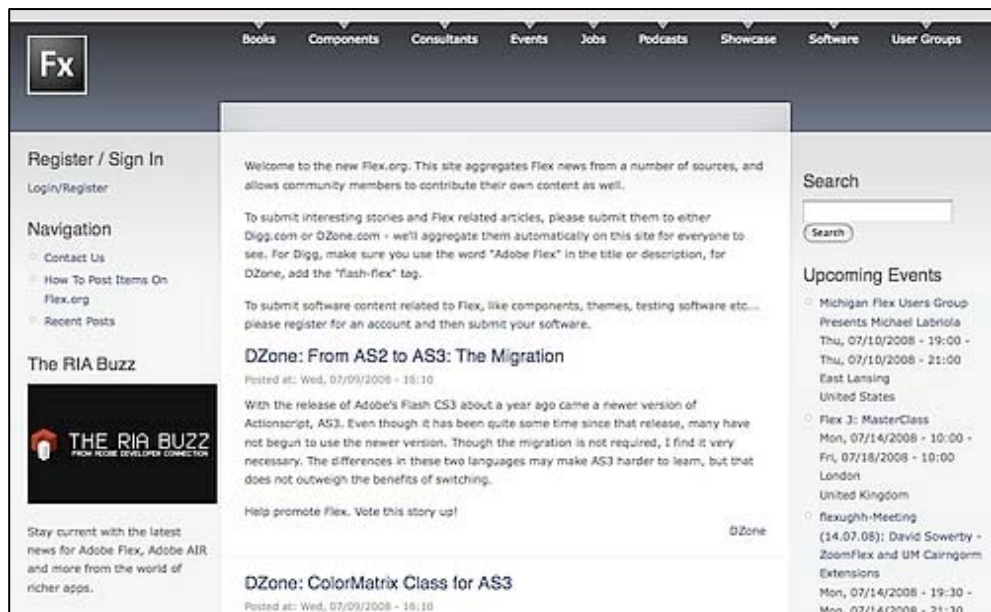 Fx
Books Components Consultants Events Jobs Podcasts Showcase Software User Groups
Register / Sign In
Login/Register
Navigation
Contact Us
How To Post Items On
Flex.org
Recent Posts
The RIA Buzz
THE RIA BUZZ
FROM ADOBE DEVELOPER CONNECTION
Stay current with the latest
news for Adobe Flex, Adobe AIR
and more from the world of
richer apps.
Welcome to the new Flex.org. This site aggregates Flex news from a number of sources, and
allows community members to contribute their own content as well.
To submit interesting stories and Flex related articles, please submit them to either
Digg.com or DZone.com - we'll aggregate them automatically on this site for everyone to
see. For Digg, make sure you use the word "Adobe Flex" in the title or description, for
DZone, add the "flash-flex" tag.
To submit software content related to Flex, like components, themes, testing software etc...
please register for an account and then submit your software.
DZone: From AS2 to AS3: The Migration
Posted at: Wed, 07/09/2008 - 16:10
With the release of Adobe's Flash CS3 about a year ago came a newer version of
Actionscript, AS3. Even though it has been quite some time since that release, many have
not begun to use the newer version. Though the migration is not required, I find it very
necessary. The differences in these two languages may make AS3 harder to learn, but that
does not outweigh the benefits of switching.
Help promote Flex. Vote this story up!
DZone
DZone: ColorMatrix Class for AS3
Posted at: Wed, 07/09/2008 - 16:10
Search
Search
Upcoming Events
Michigan Flex Users Group
Presents Michael Labriola
Thu, 07/10/2008 - 19:00 -
Thu, 07/10/2008 - 21:00
East Lansing
United States
Flex 3: MasterClass
Mon, 07/14/2008 - 10:00 -
Fri, 07/18/2008 - 10:00
London
United Kingdom
flexughh-Meeting
(14.07.08): David Sowerby -
ZoomFlex and UM Cairngorm
Extensions
Mon, 07/14/2008 - 19:30 -
Mon, 07/14/2008 - 21:30